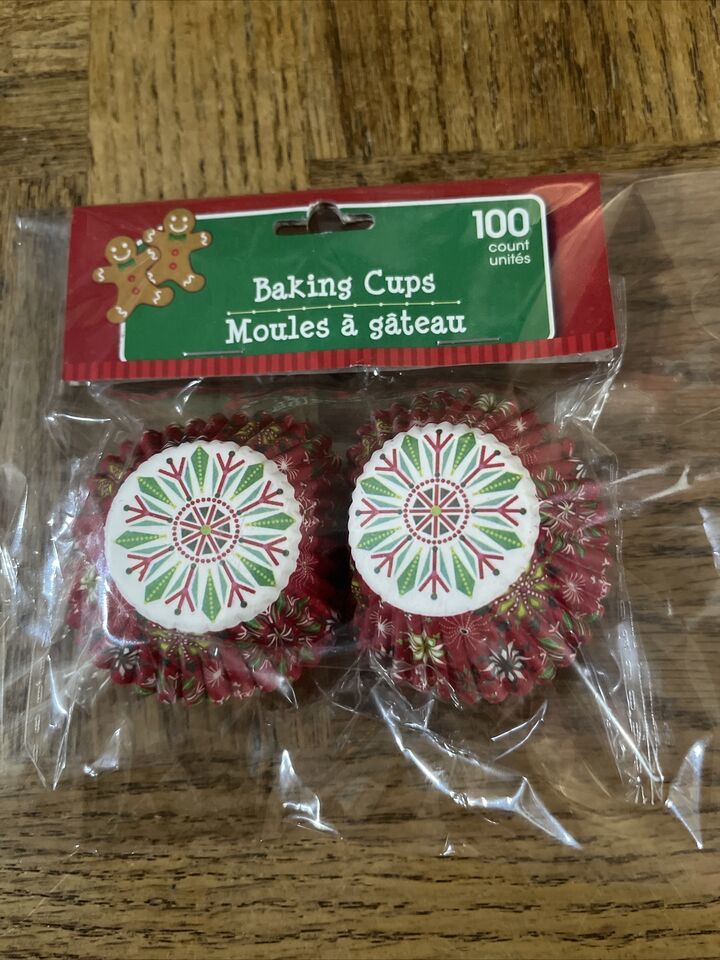 100
count
unités
Baking Cups
Moules à gâteau